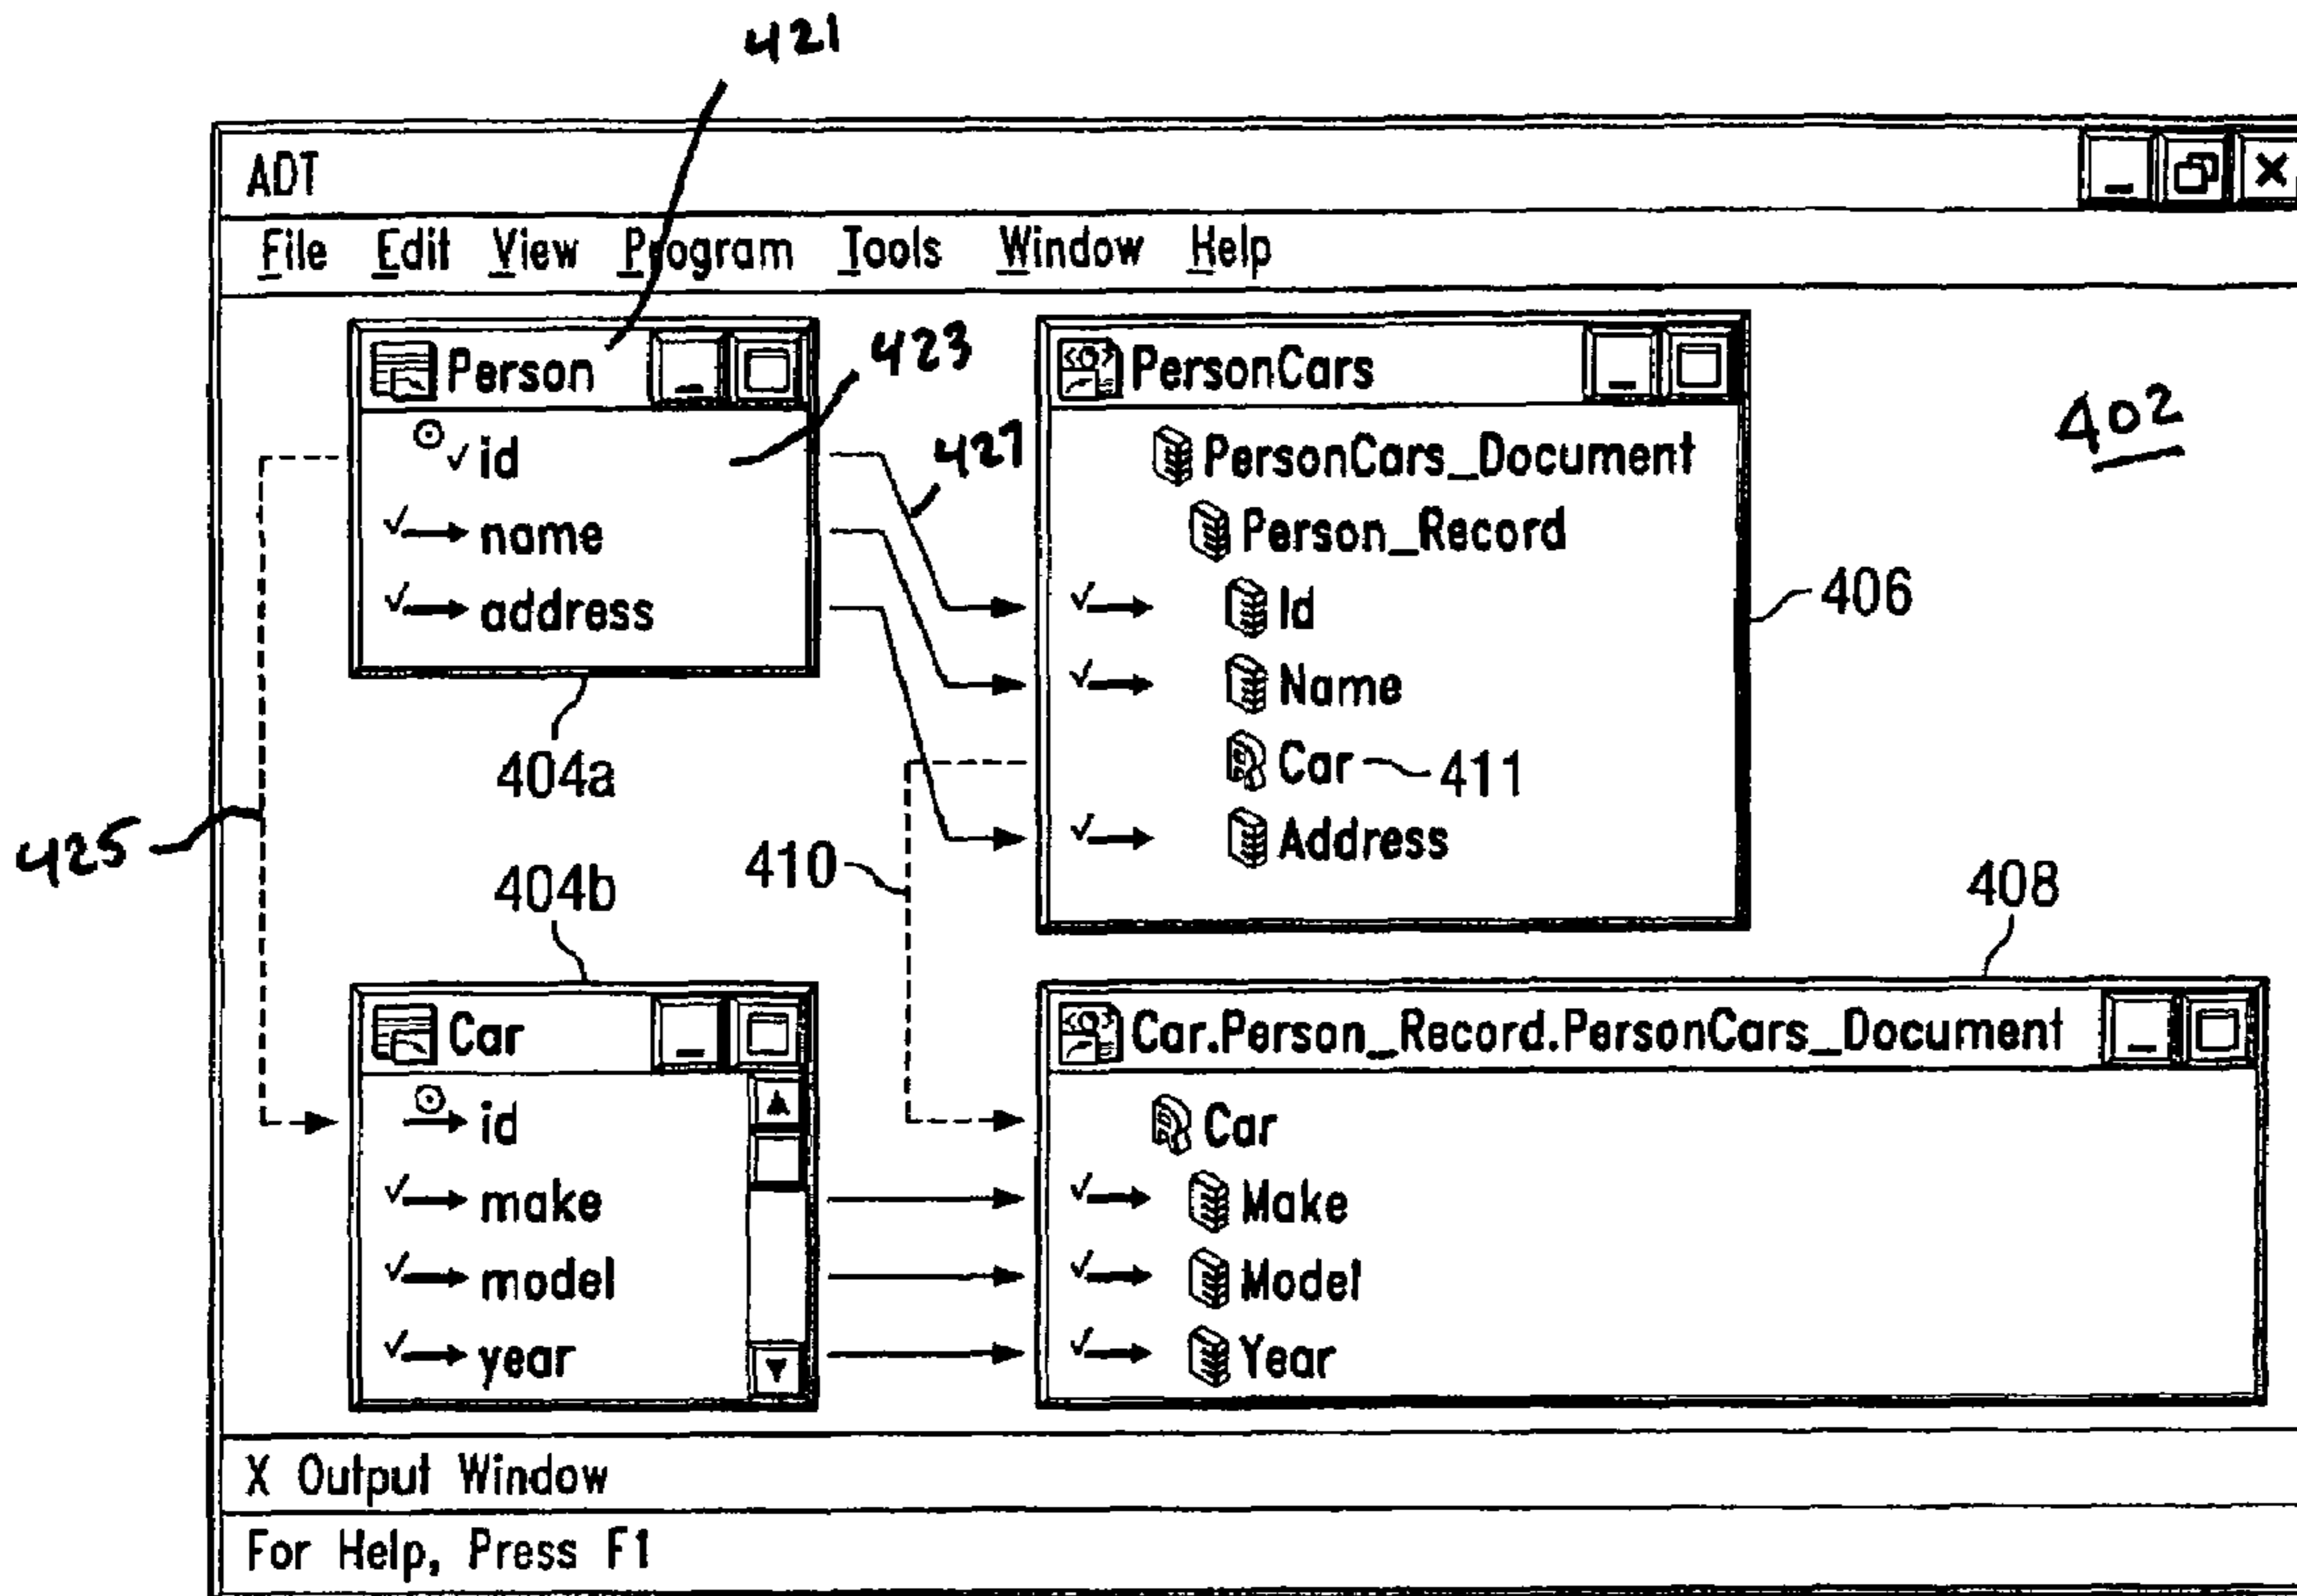 421
ADT
File Edit View Program Tools Window Help
Person
423
427
PersonCars
402
id
name
address
PersonCars_Document
Person_Record
Id
Name
Car
411
Address
406
404a
425
404b
410
408
Car
id
make
model
year
Car.Person_Record.PersonCars_Document
Car
Make
Model
Year
X Output Window
For Help, Press F1